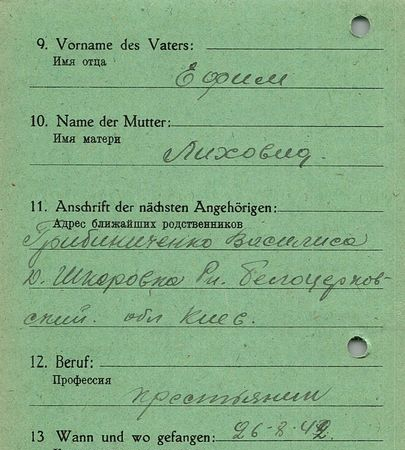 9. Vorname des Vaters:
Имя отца
Ефим
10. Name der Mutter:
Имя матери
Лиховид.
11. Anschrift der nächsten Angehörigen:
Адрес ближайших родственников
Грибиниченко Василиса
д. Шкаровка Рн. Белоцерков-
ский. обл Киев.
12. Beruf:
Профессия
крестьянин
13 Wann und wo gefangen: 26-8-42